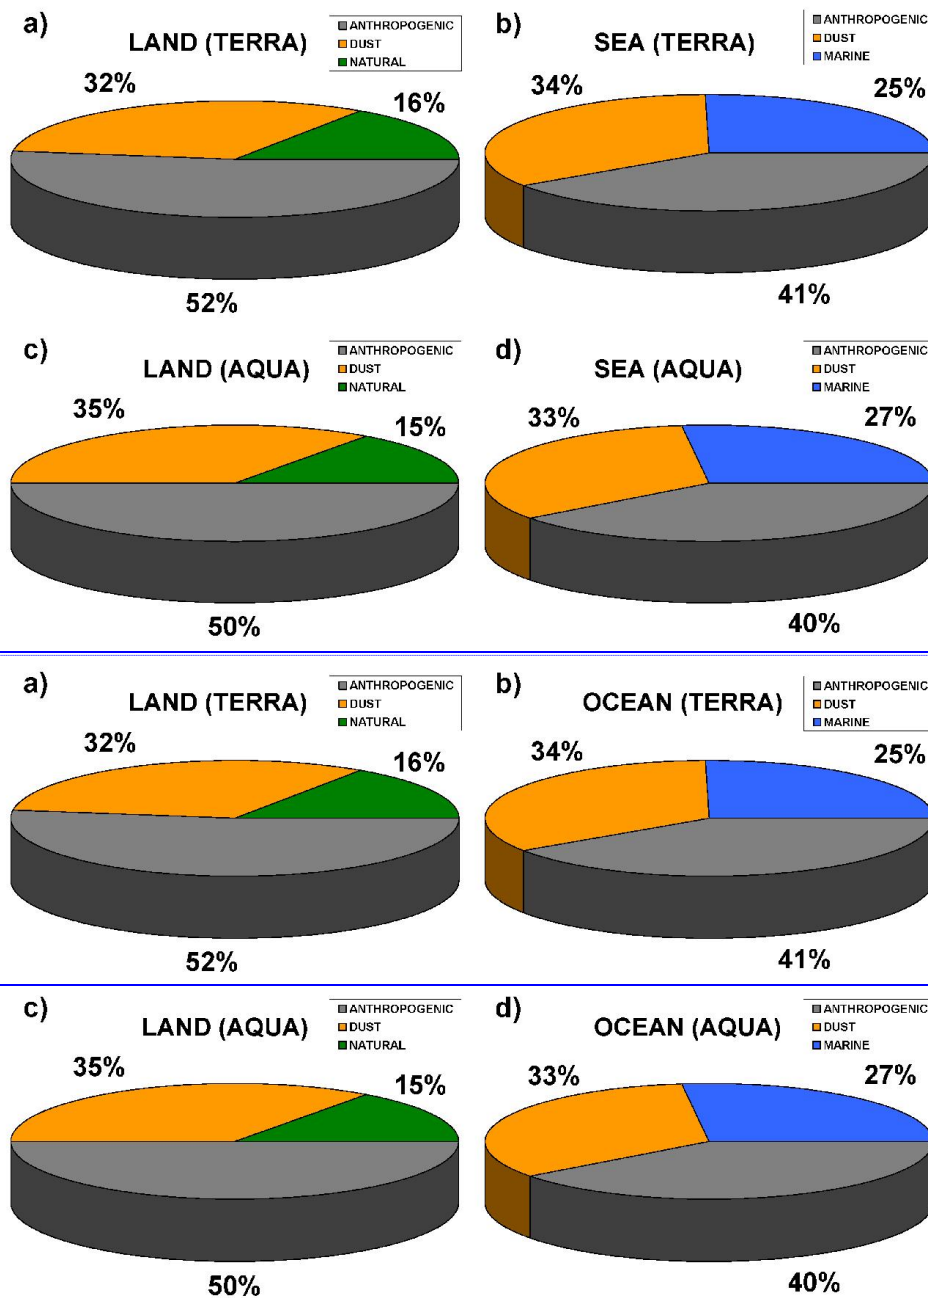 a)
LAND (TERRA)
ANTHROPOGENIC
DUST
NATURAL
32%
16%
52%
b)
SEA (TERRA)
ANTHROPOGENIC
DUST
MARINE
34%
25%
41%
c)
LAND (AQUA)
ANTHROPOGENIC
DUST
NATURAL
35%
15%
50%
d)
SEA (AQUA)
ANTHROPOGENIC
DUST
MARINE
33%
27%
40%
a)
LAND (TERRA)
ANTHROPOGENIC
DUST
NATURAL
32%
16%
52%
b)
OCEAN (TERRA)
ANTHROPOGENIC
DUST
MARINE
34%
25%
41%
c)
LAND (AQUA)
ANTHROPOGENIC
DUST
NATURAL
35%
15%
50%
d)
OCEAN (AQUA)
ANTHROPOGENIC
DUST
MARINE
33%
27%
40%